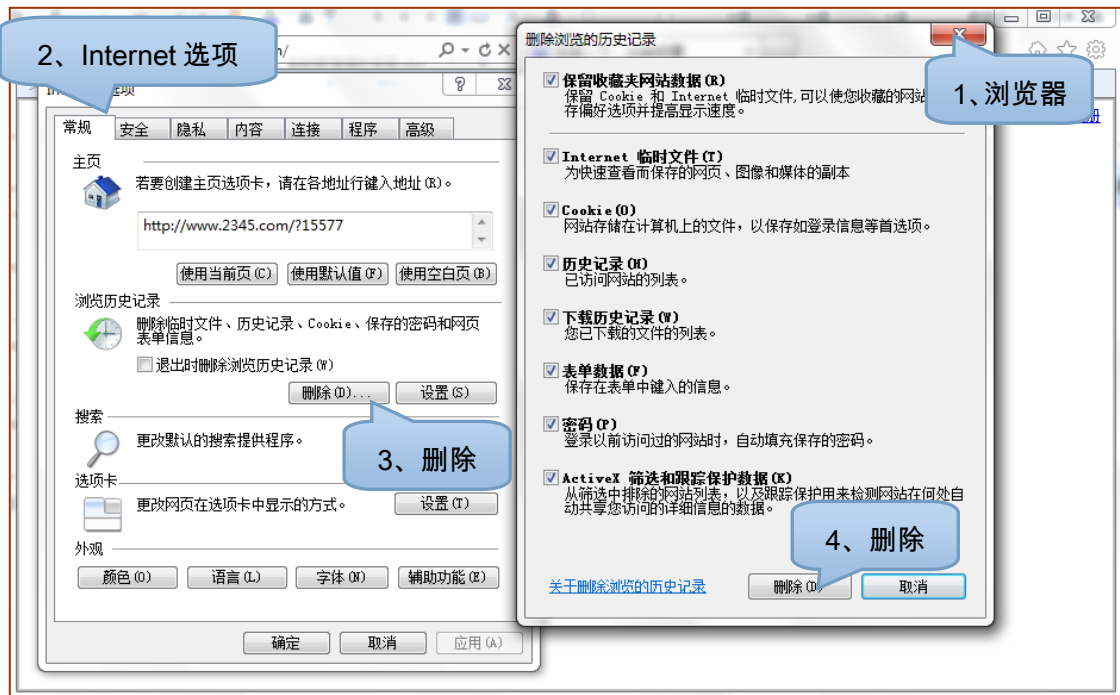 2、Internet 选项
n/
选项
常规
安全
隐私
内容
连接
程序
高级
主页
若要创建主页选项卡，请在各地址行键入地址(R)。
http://www.2345.com/?15577
使用当前页(C)
使用默认值(F)
使用空白页(B)
浏览历史记录
删除临时文件、历史记录、Cookie、保存的密码和网页
表单信息。
退出时删除浏览历史记录(W)
删除(D)...
设置(S)
搜索
更改默认的搜索提供程序。
3、删除
选项卡
更改网页在选项卡中显示的方式。
设置(T)
外观
颜色(O)
语言(L)
字体(N)
辅助功能(E)
确定
取消
应用(A)
删除浏览的历史记录
1、浏览器
册
保留收藏夹网站数据(R)
保留 Cookie 和 Internet 临时文件,可以使您收藏的网站
存偏好选项并提高显示速度。
Internet 临时文件(T)
为快速查看而保存的网页、图像和媒体的副本
Cookie(O)
网站存储在计算机上的文件，以保存如登录信息等首选项。
历史记录(H)
已访问网站的列表。
下载历史记录(W)
您已下载的文件的列表。
表单数据(F)
保存在表单中键入的信息。
密码(P)
登录以前访问过的网站时，自动填充保存的密码。
ActiveX 筛选和跟踪保护数据(K)
从筛选中排除的网站列表，以及跟踪保护用来检测网站在何处自
动共享您访问的详细信息的数据。
4、删除
关于删除浏览的历史记录
删除(D)
取消